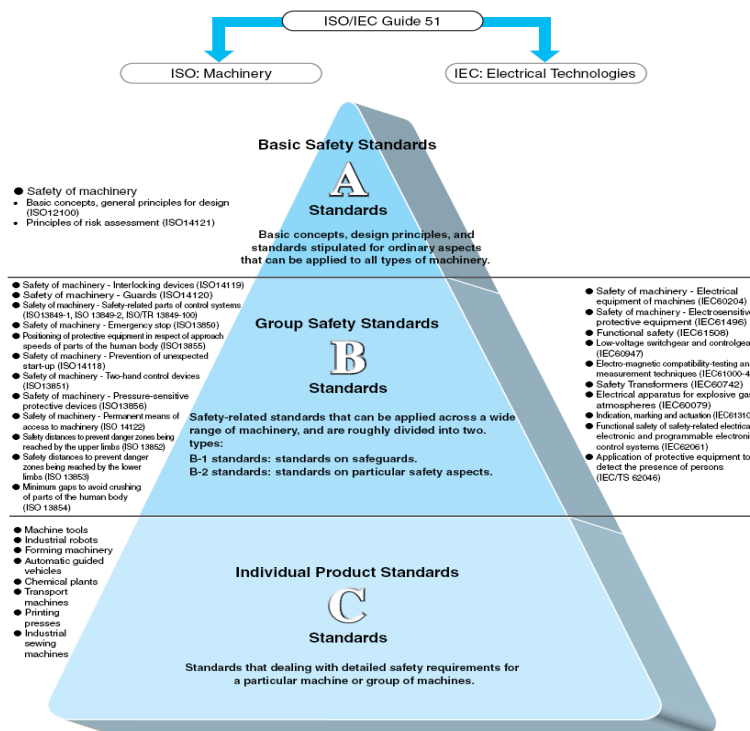 ISO/IEC Guide 51
ISO: Machinery
IEC: Electrical Technologies
Basic Safety Standards
A
Standards
Basic concepts, design principles, and
standards stipulated for ordinary aspects
that can be applied to all types of machinery.
● Safety of machinery
• Basic concepts, general principles for design
(ISO12100)
• Principles of risk assessment (ISO14121)
● Safety of machinery - Interlocking devices (ISO14119)
● Safety of machinery - Guards (ISO14120)
● Safety of machinery - Safety-related parts of control systems
(ISO13849-1, ISO 13849-2, ISO/TR 13849-100)
● Safety of machinery - Emergency stop (ISO13850)
● Positioning of protective equipment in respect of approach
speeds of parts of the human body (ISO13855)
● Safety of machinery - Prevention of unexpected
start-up (ISO14118)
● Safety of machinery - Two-hand control devices
(ISO13851)
● Safety of machinery - Pressure-sensitive
protective devices (ISO13856)
● Safety of machinery - Permanent means of
access to machinery (ISO 14122)
● Safety distances to prevent danger zones being
reached by the upper limbs (ISO 13852)
● Safety distances to prevent danger
zones being reached by the lower
limbs (ISO 13853)
● Minimum gaps to avoid crushing
of parts of the human body
(ISO 13854)
Group Safety Standards
B
Standards
Safety-related standards that can be applied across a wide
range of machinery, and are roughly divided into two.
types:
B-1 standards: standards on safeguards.
B-2 standards: standards on particular safety aspects.
● Safety of machinery - Electrical
equipment of machines (IEC60204)
● Safety of machinery - Electrosensitive
protective equipment (IEC61496)
● Functional safety (IEC61508)
● Low-voltage switchgear and controlgear
(IEC60947)
● Electro-magnetic compatibility-testing and
measurement techniques (IEC61000-4
● Safety Transformers (IEC60742)
● Electrical apparatus for explosive gas
atmospheres (IEC60079)
● Indication, marking and actuation (IEC61310
● Functional safety of safety-related electrical
electronic and programmable electronic
control systems (IEC62061)
● Application of protective equipment to
detect the presence of persons
(IEC/TS 62046)
● Machine tools
● Industrial robots
● Forming machinery
● Automatic guided
vehicles
● Chemical plants
● Transport
machines
● Printing
presses
● Industrial
sewing
machines
Individual Product Standards
C
Standards
Standards that dealing with detailed safety requirements for
a particular machine or group of machines.